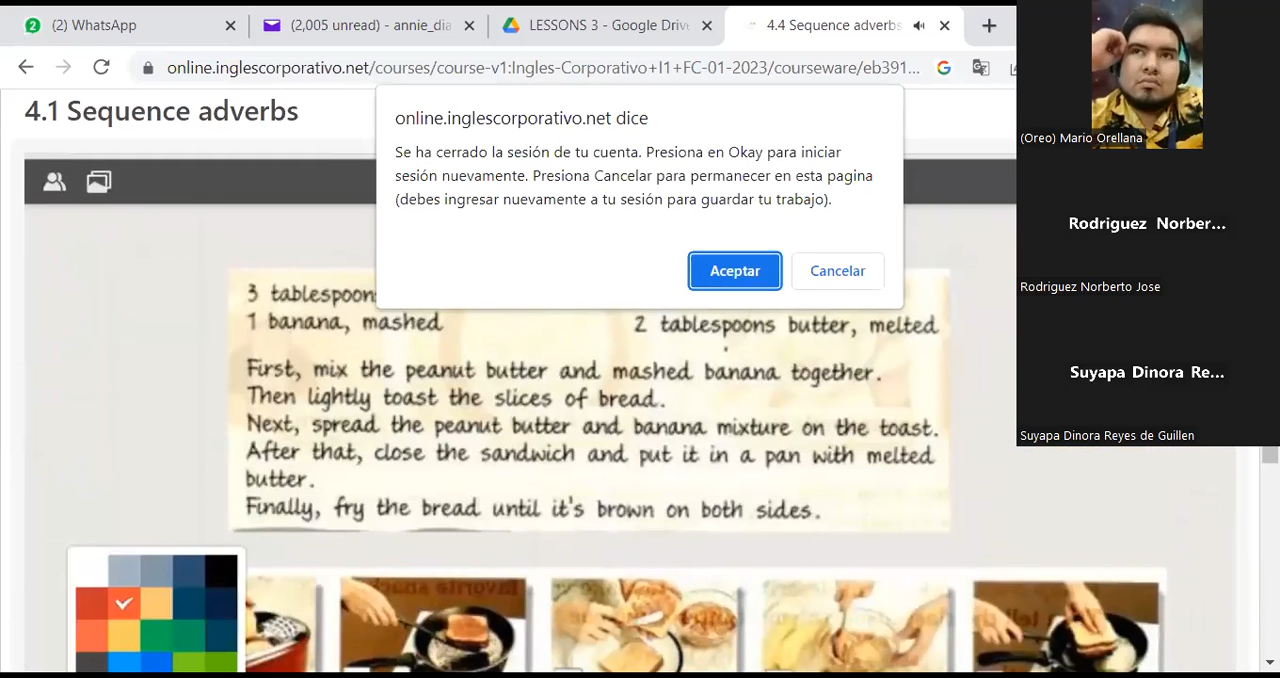 (2) WhatsApp
(2,005 unread) - annie_dia
LESSONS 3 - Google Drive
4.4 Sequence adverbs
online.inglescorporativo.net/courses/course-v1:Ingles-Corporativo+I1+FC-01-2023/courseware/eb391...
4.1 Sequence adverbs
online.inglescorporativo.net dice
Se ha cerrado la sesión de tu cuenta. Presiona en Okay para iniciar
sesión nuevamente. Presiona Cancelar para permanecer en esta pagina
(debes ingresar nuevamente a tu sesión para guardar tu trabajo).
Aceptar
Cancelar
3 tablespoons
1 banana, mashed
2 tablespoons butter, melted
First, mix the peanut butter and mashed banana together.
Then lightly toast the slices of bread.
Next, spread the peanut butter and banana mixture on the toast.
After that, close the sandwich and put it in a pan with melted
butter.
Finally, fry the bread until it's brown on both sides.
(Oreo) Mario Orellana
Rodriguez Norber...
Rodriguez Norberto Jose
Suyapa Dinora Re...
Suyapa Dinora Reyes de Guillen